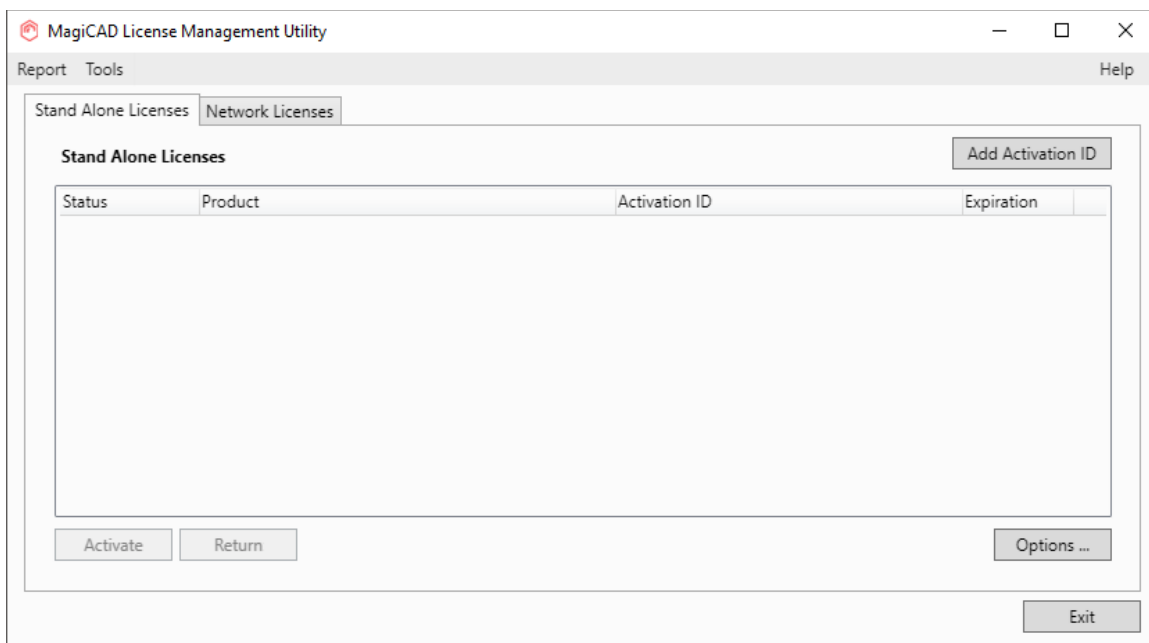 MagiCAD License Management Utility
Report Tools Help
Stand Alone Licenses Network Licenses
Stand Alone Licenses Add Activation ID
Status Product Activation ID Expiration
Activate Return Options ...
Exit